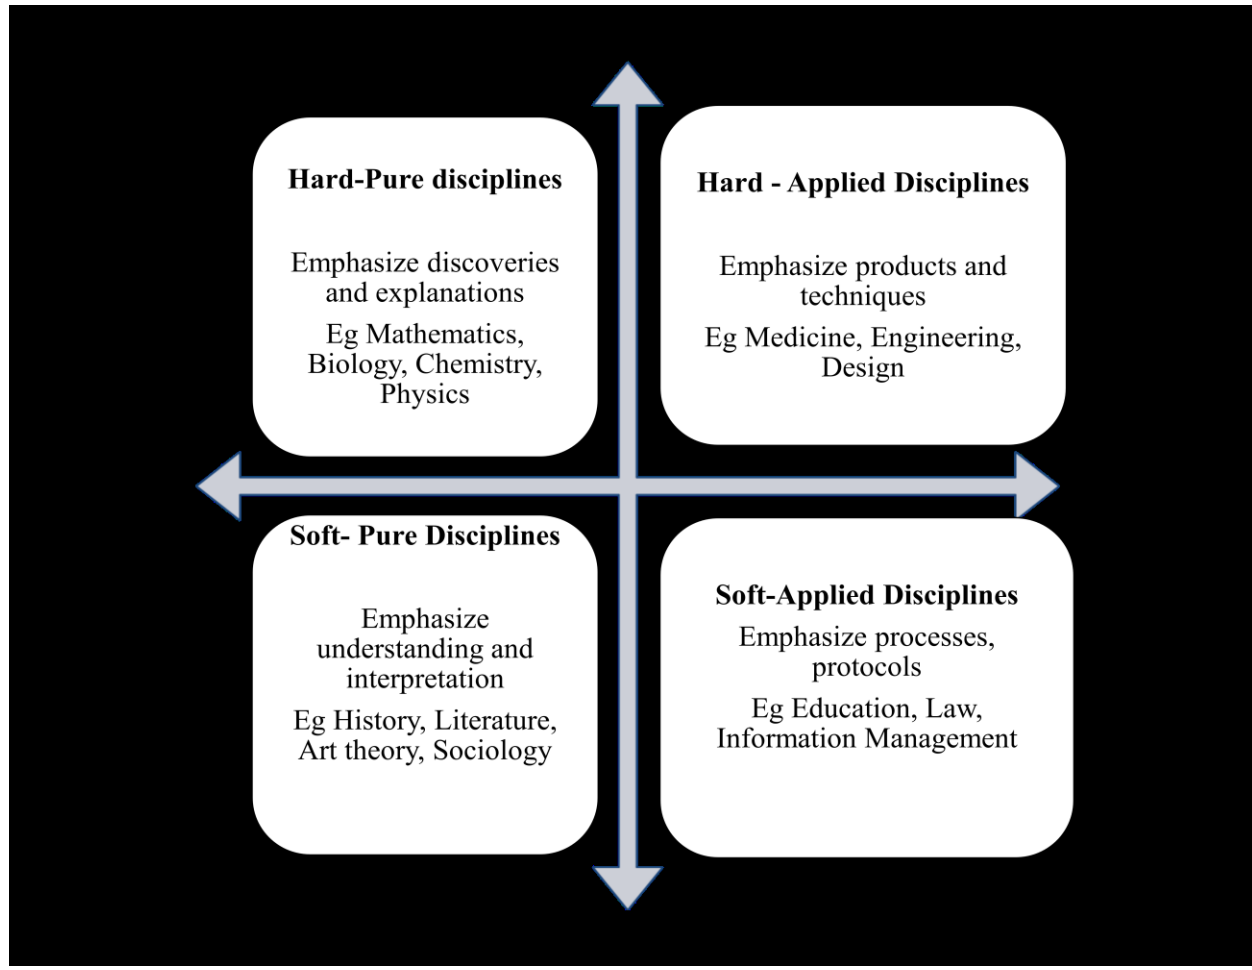 Hard-Pure disciplines
Emphasize discoveries
and explanations
Eg Mathematics,
Biology, Chemistry,
Physics
Hard - Applied Disciplines
Emphasize products and
techniques
Eg Medicine, Engineering,
Design
Soft- Pure Disciplines
Emphasize
understanding and
interpretation
Eg History, Literature,
Art theory, Sociology
Soft-Applied Disciplines
Emphasize processes,
protocols
Eg Education, Law,
Information Management